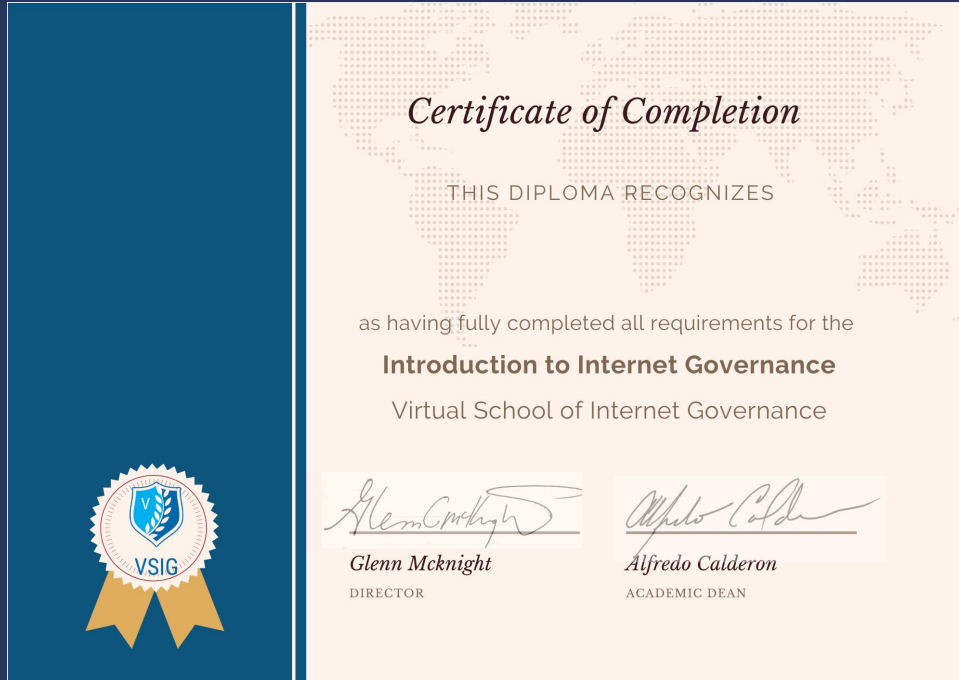 Certificate of Completion
THIS DIPLOMA RECOGNIZES
as having fully completed all requirements for the
Introduction to Internet Governance
Virtual School of Internet Governance
Glenn Mcknight
Alfredo Calderon
DIRECTOR
ACADEMIC DEAN
V
VSIG